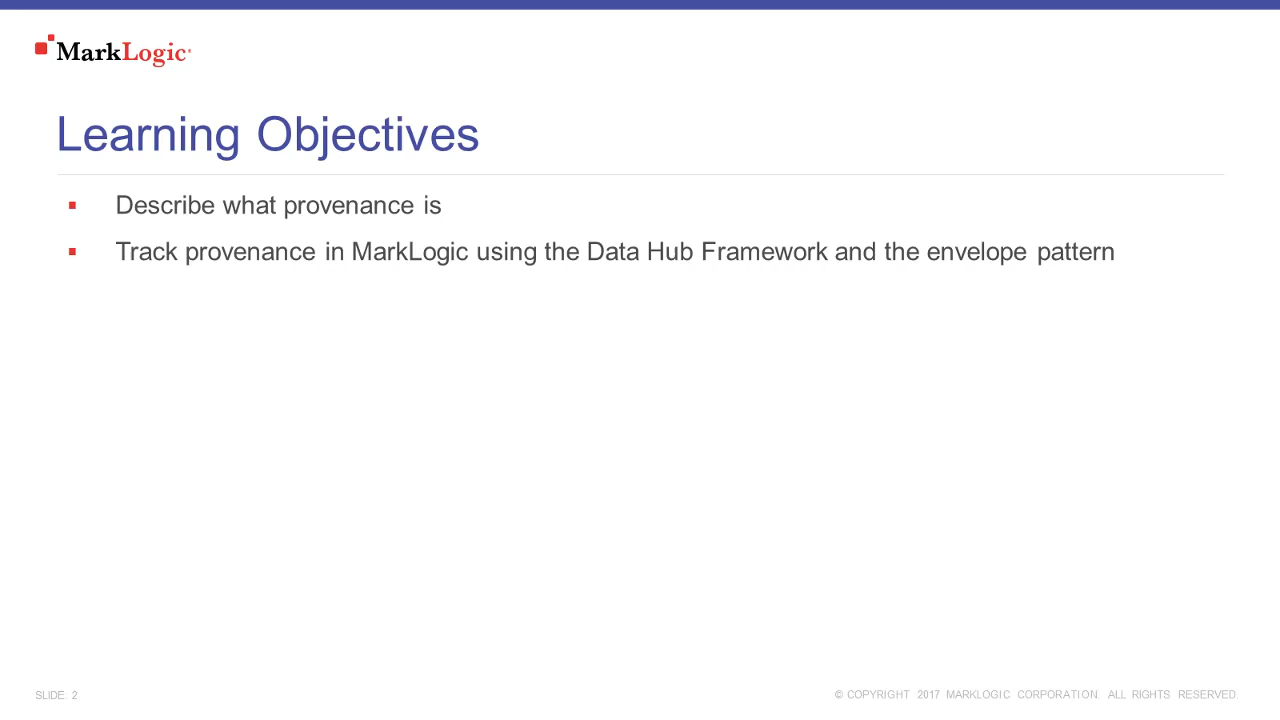 MarkLogic®
Learning Objectives
▪ Describe what provenance is
▪ Track provenance in MarkLogic using the Data Hub Framework and the envelope pattern
SLIDE: 2
© COPYRIGHT 2017 MARKLOGIC CORPORATION. ALL RIGHTS RESERVED.